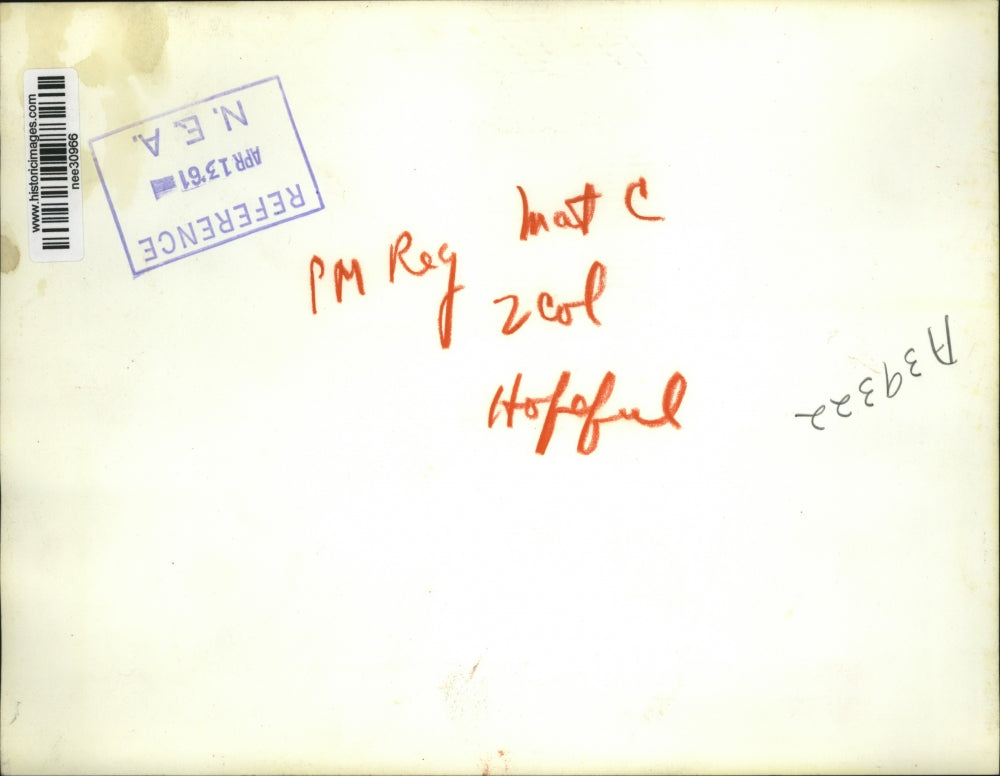 www.historicimages.com
nee30966
REFERENCE
APR 13 '61
N. E. A.
Mat C
PM Reg
2 col
Hopeful
A39322